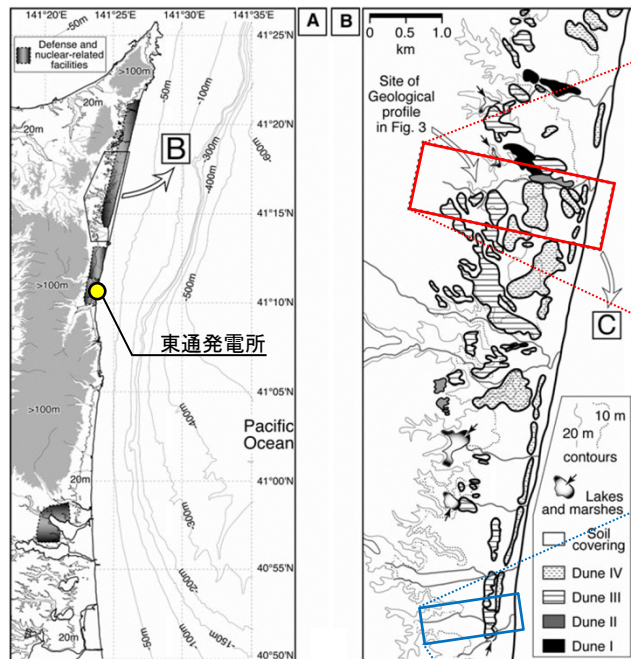 141°20'E
141°25'E
141°30'E
141°35'E
A
B
Defense and
nuclear-related
facilities
-50m
>100m
20m
20m
-50m
-100m
-300m
-400m
-600m
-500m
B
>100m
>100m
>100m
20m
20m
20m
-400m
-300m
-200m
-100m
-150m
-50m
41°25'N
41°20'N
41°15'N
41°10'N
41°05'N
41°00'N
40°55'N
40°50'N
東通発電所
Pacific
Ocean
0
1.0
km
Site of
Geological
profile
in Fig. 3
C
10 m
20 m
contours
Lakes
and marshes
Soil
covering
Dune IV
Dune III
Dune II
Dune I